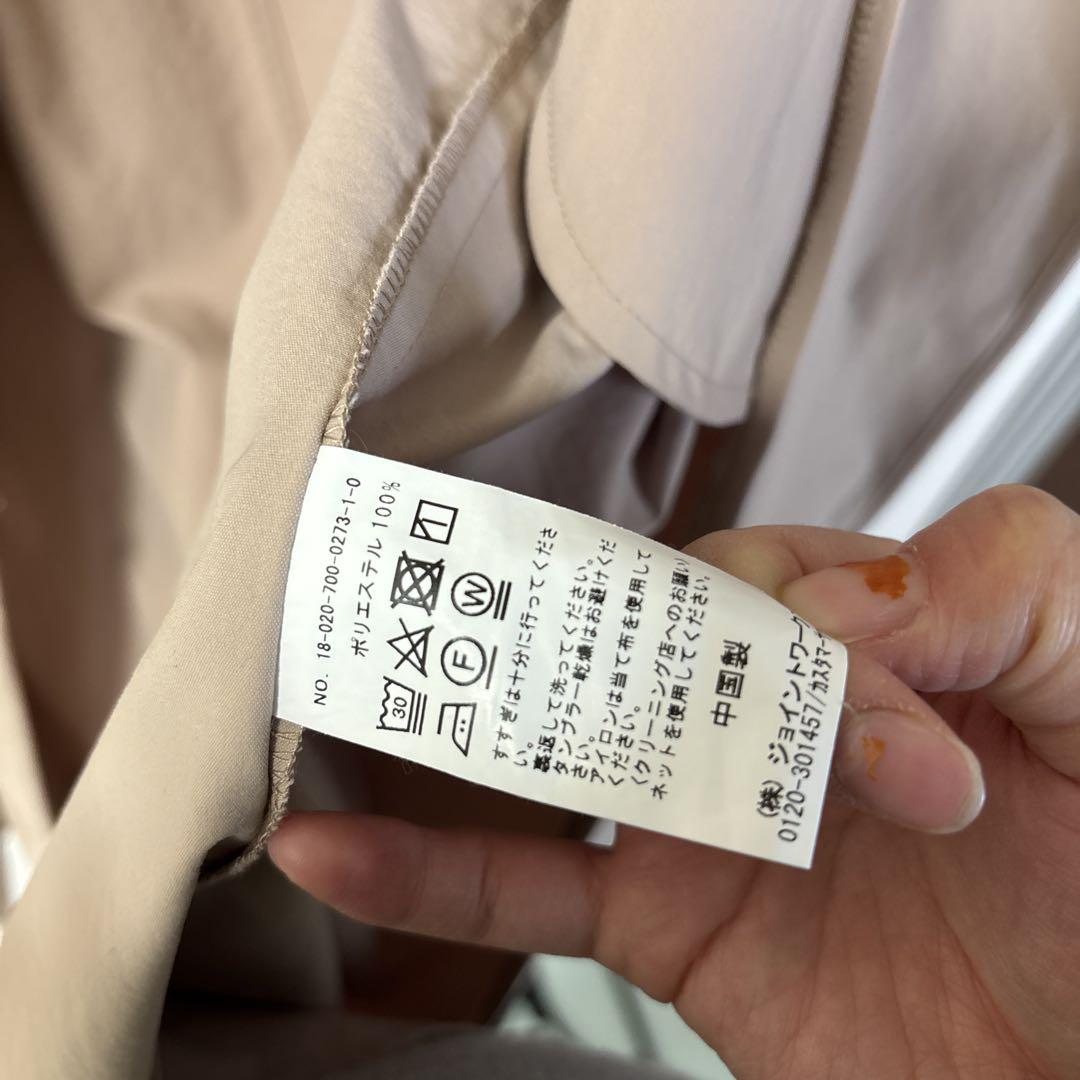 NO. 18-020-700-0273-1-0
ポリエステル 100%
30
W
F
すすぎは十分に行ってくださ
い。
裏返して洗ってください。
タンブラー乾燥はお避けくだ
さい。
アイロンは当て布を使用して
ください。
〈クリーニング店へのお願い
ネットを使用してください。
中国製
(株) ジョイントワーク
0120-301457/カスタマー